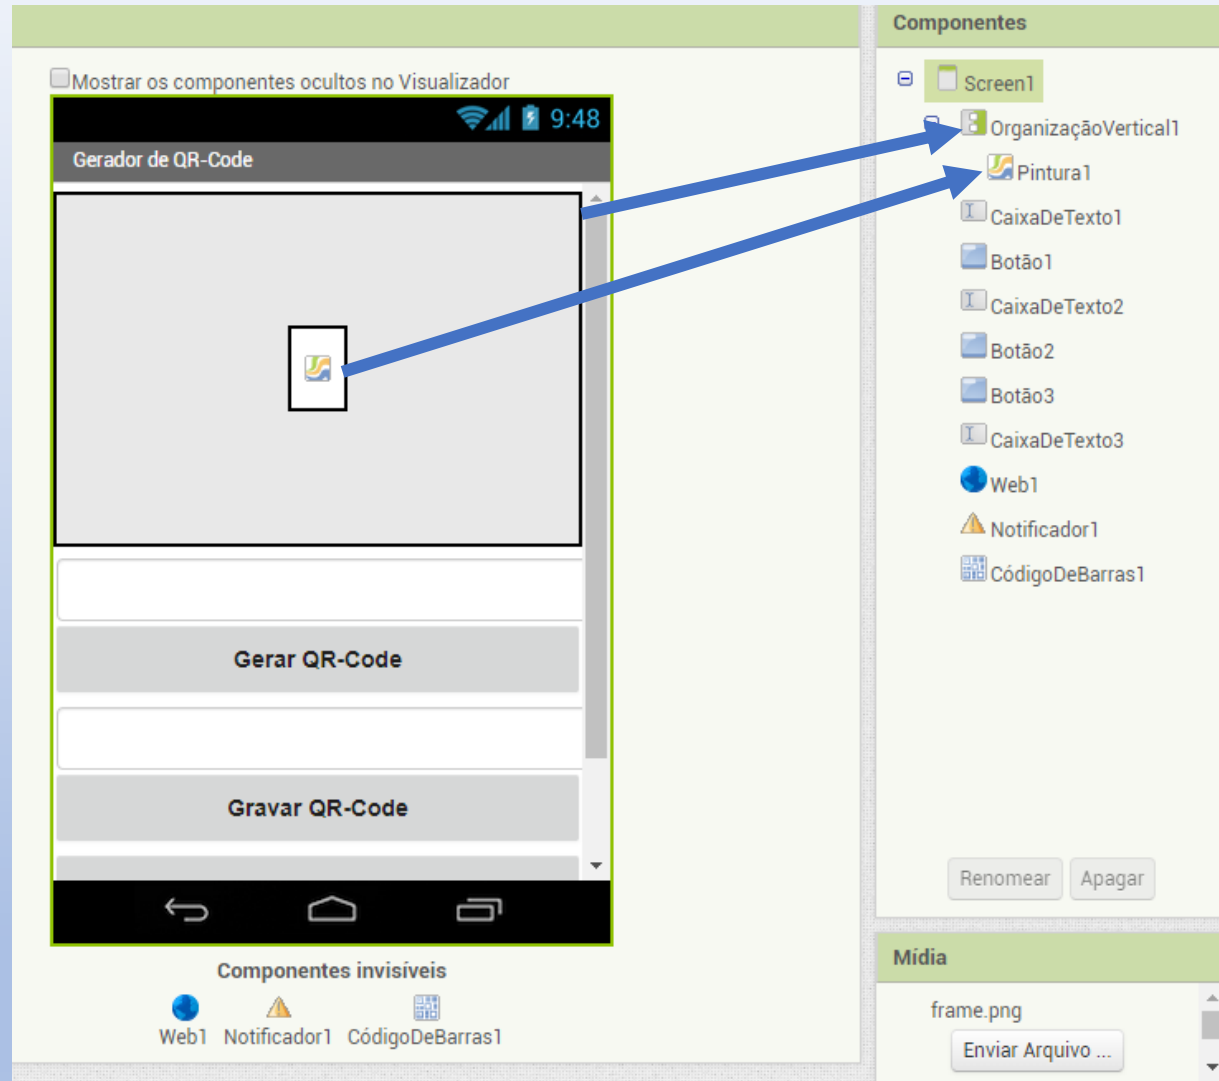 Mostrar os componentes ocultos no Visualizador
9:48
Gerador de QR-Code
Gerar QR-Code
Gravar QR-Code
Componentes invisíveis
Web1 Notificador1 CódigoDeBarras1
Componentes
Screen1
OrganizaçãoVertical1
Pintura1
CaixaDeTexto1
Botão1
CaixaDeTexto2
Botão2
Botão3
CaixaDeTexto3
Web1
Notificador1
CódigoDeBarras1
Renomear Apagar
Mídia
frame.png
Enviar Arquivo ...